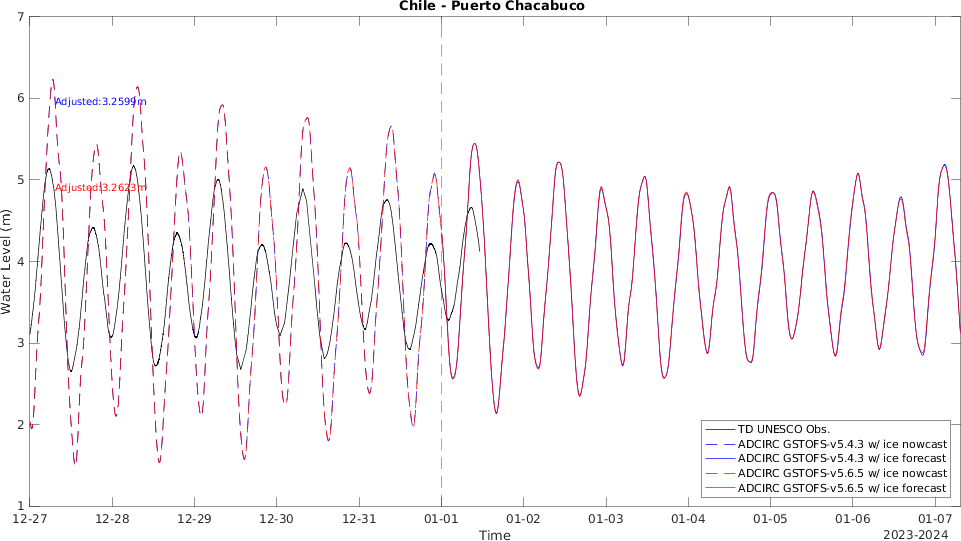 Chile - Puerto Chacabuco
7
6
5
4
3
2
1
Water Level (m)
Adjusted:3.2599m
Adjusted:3.2623m
TD UNESCO Obs.
ADCIRC GSTOFS-v5.4.3 w/ ice nowcast
ADCIRC GSTOFS-v5.4.3 w/ ice forecast
ADCIRC GSTOFS-v5.6.5 w/ ice nowcast
ADCIRC GSTOFS-v5.6.5 w/ ice forecast
12-27 12-28 12-29 12-30 12-31 01-01 01-02 01-03 01-04 01-05 01-06 01-07
Time
2023-2024